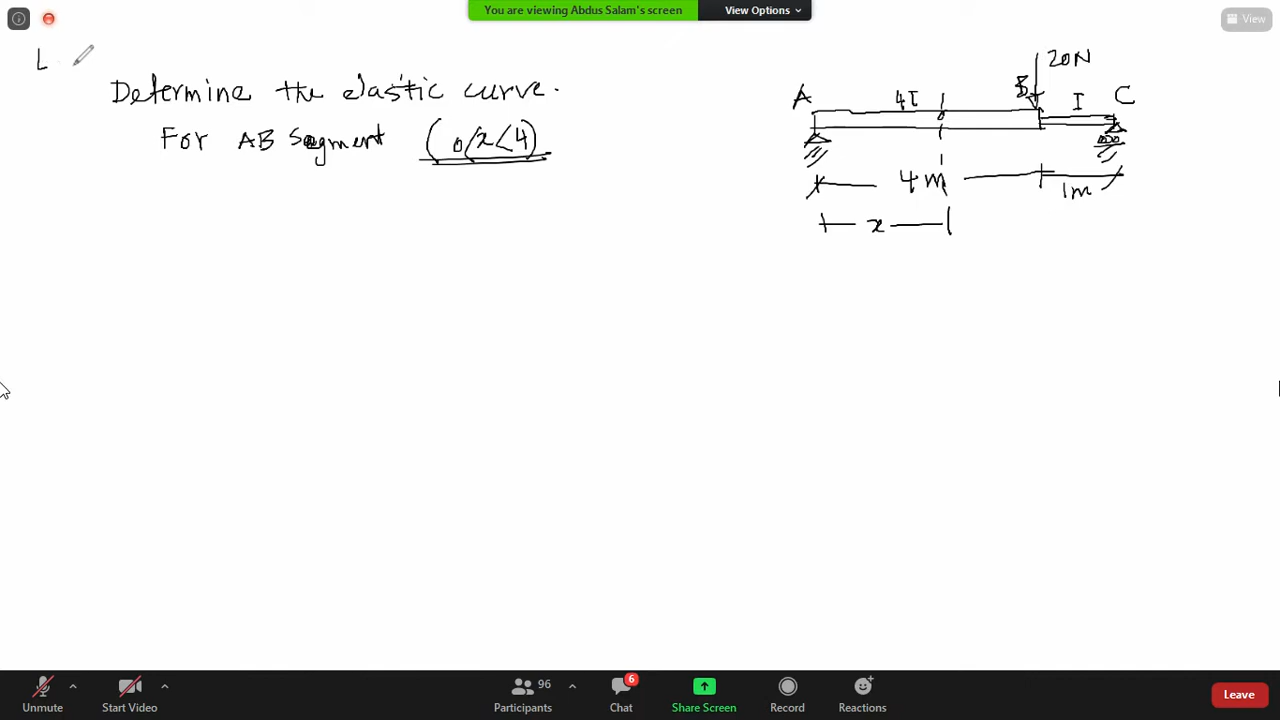 You are viewing Abdus Salam's screen
View Options
View
L
Determine the elastic curve.
For AB Segment (0<x<4)
20N
A
4I
B
I
C
4m
1m
x
Unmute
Start Video
96
Participants
6
Chat
Share Screen
Record
Reactions
Leave